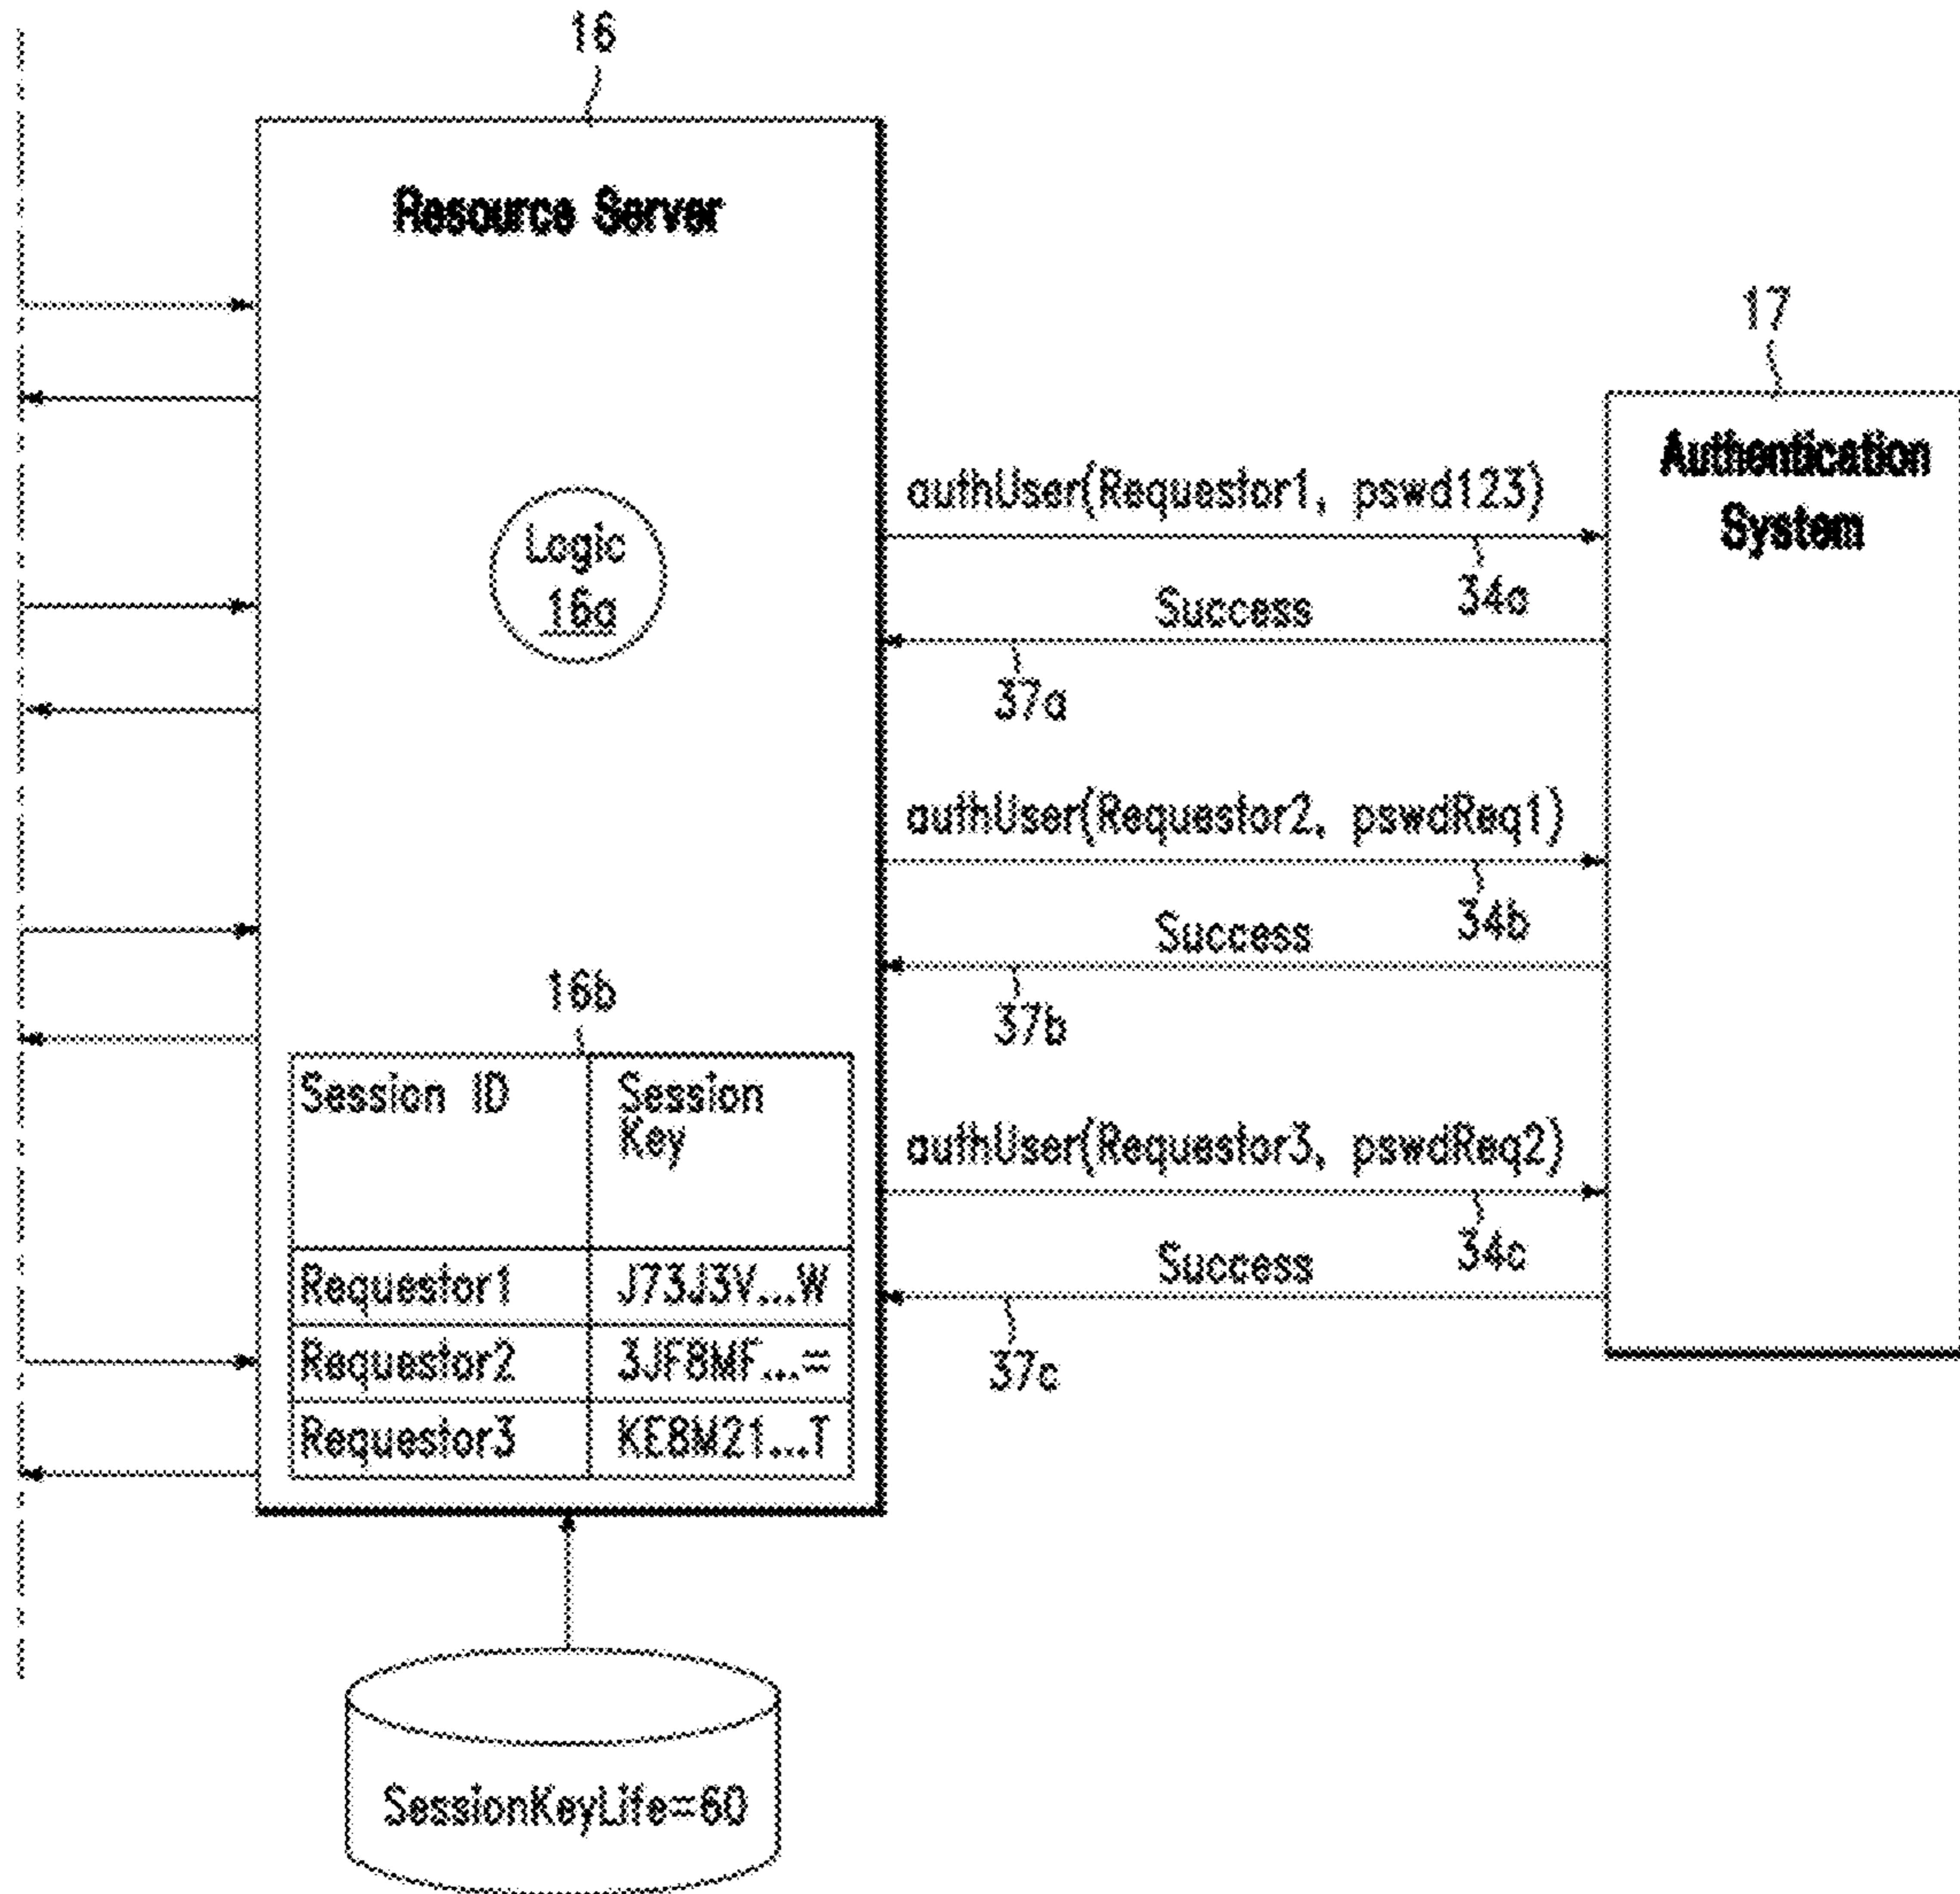 16
Resource Server
17
Authentication
System
Logic
16a
authUser(Requestor1, pswd123)
34a
Success
37a
authUser(Requestor2, pswdReq1)
34b
Success
37b
16b
Session ID
Session
Key
authUser(Requestor3, pswdReq2)
34c
Success
37c
Requestor1 J73J3V...W
Requestor2 3JF8MF...=
Requestor3 KE8M21...T
SessionKeyLife=60